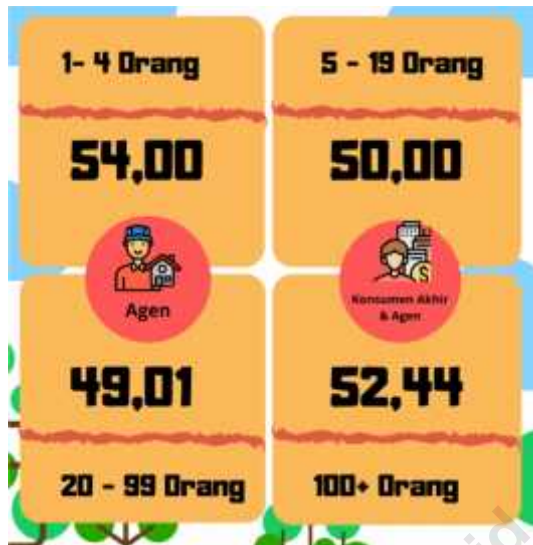 1- 4 Orang
5 - 19 Orang
54,00
50,00
Agen
Konsumen Akhir
& Agen
49,01
52,44
20 - 99 Orang
100+ Orang
id